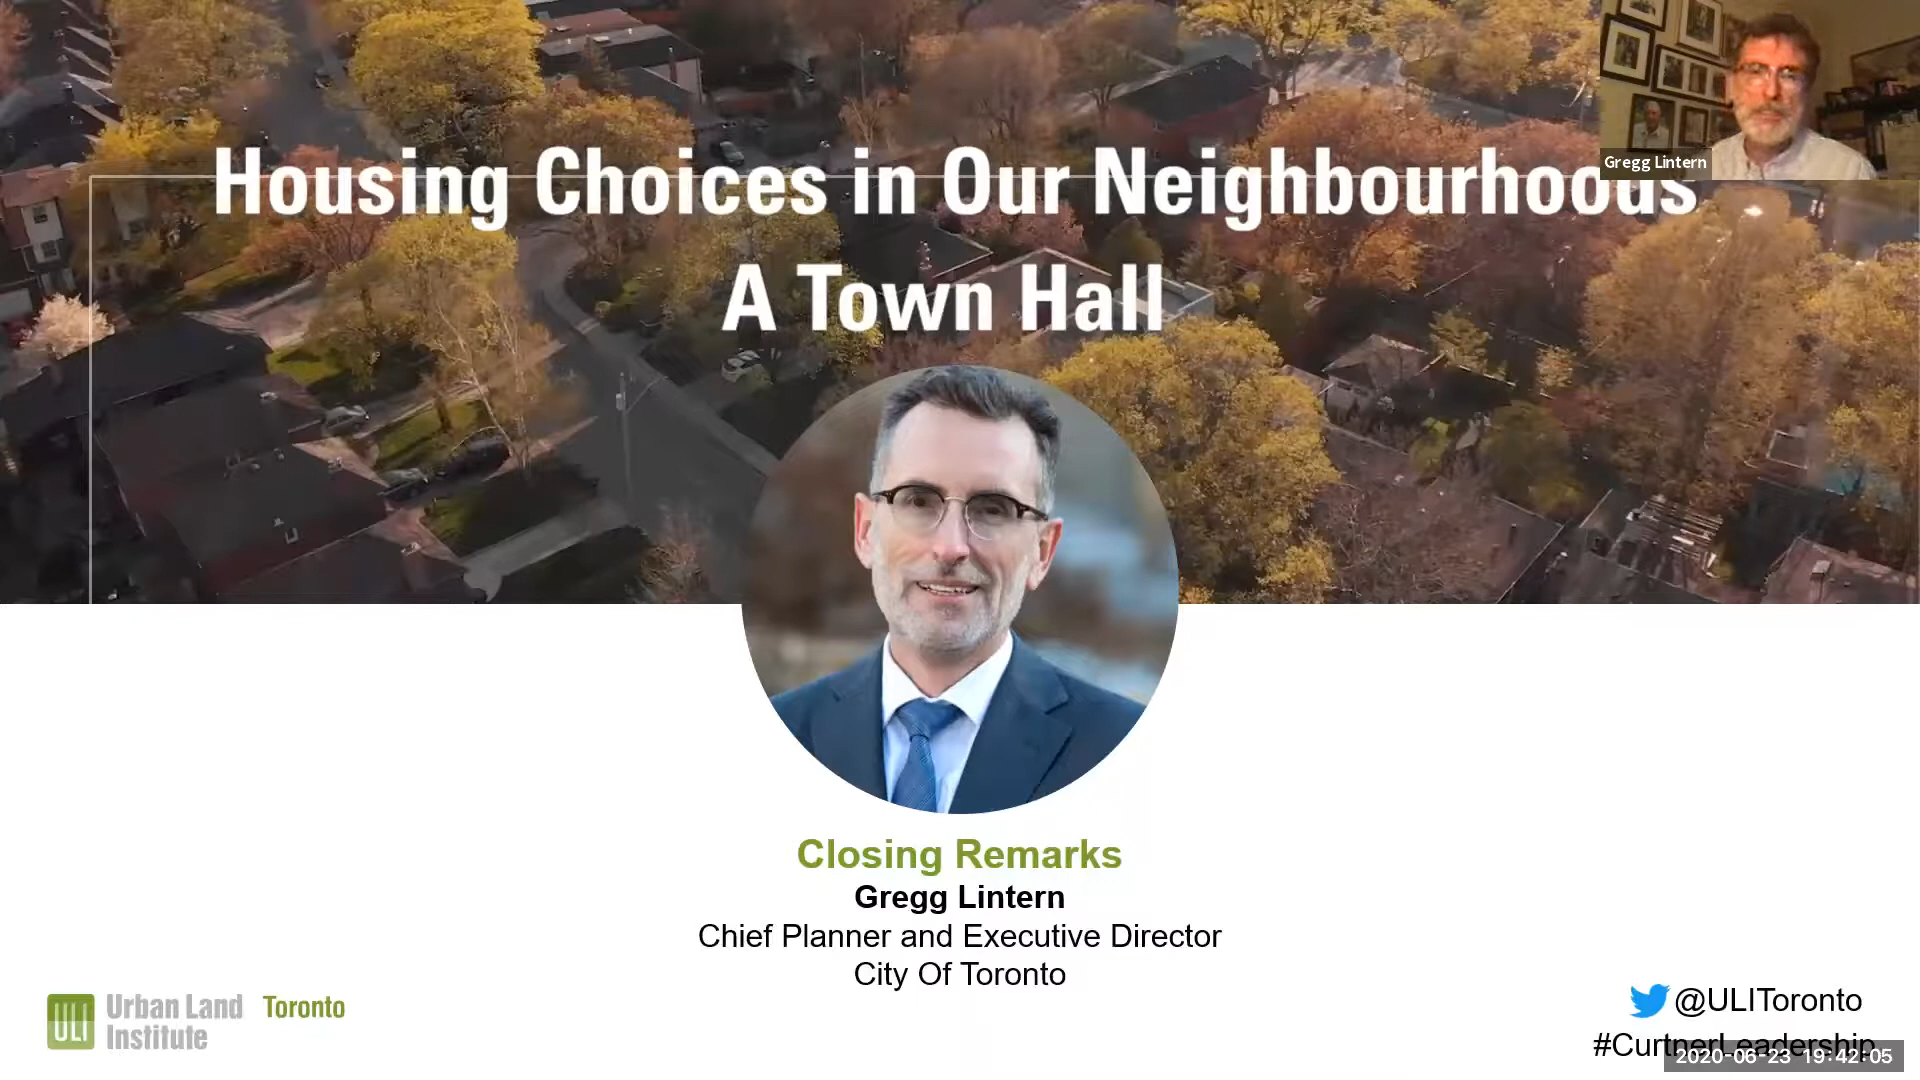 Housing Choices in Our Neighbourhoods
A Town Hall
Gregg Lintern
Closing Remarks
Gregg Lintern
Chief Planner and Executive Director
City Of Toronto
ULI Urban Land Institute Toronto
@ULIToronto
#CurtnerLeadership
2020-06-23 19:42:05